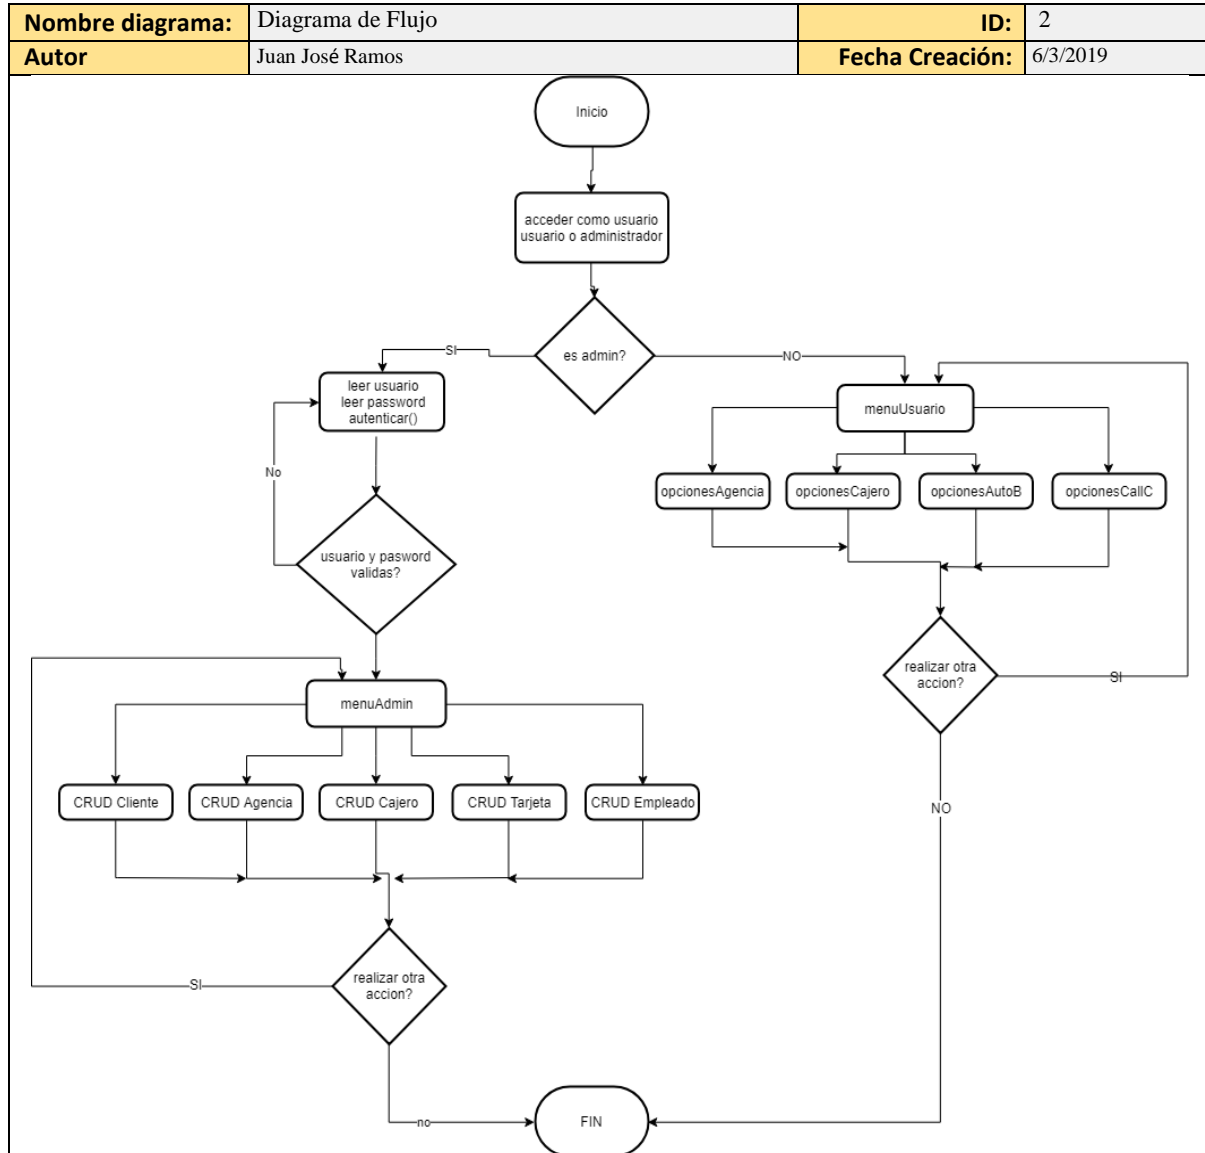 Nombre diagrama: Diagrama de Flujo ID: 2
Autor Juan José Ramos Fecha Creación: 6/3/2019
Inicio
acceder como usuario
usuario o administrador
es admin?
SI
NO
leer usuario
leer password
autenticar()
menuUsuario
No
opcionesAgencia
opcionesCajero
opcionesAutoB
opcionesCallC
usuario y pasword
validas?
realizar otra
accion?
SI
menuAdmin
NO
CRUD Cliente
CRUD Agencia
CRUD Cajero
CRUD Tarjeta
CRUD Empleado
realizar otra
accion?
SI
no
FIN